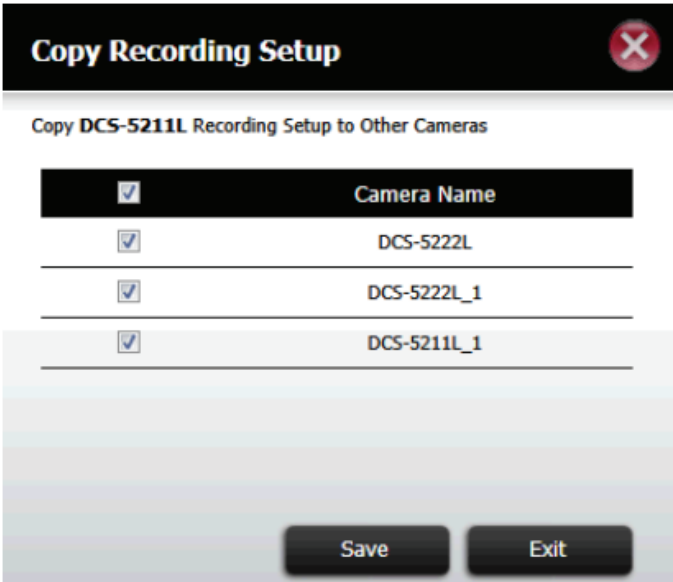 Copy Recording Setup
Copy DCS-5211L Recording Setup to Other Cameras
Camera Name
DCS-5222L
DCS-5222L_1
DCS-5211L_1
Save Exit